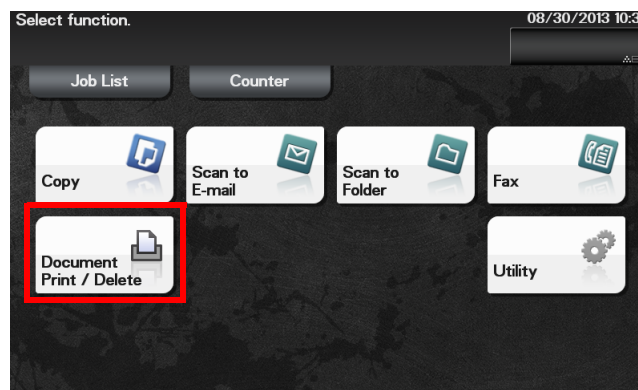 Select function.
08/30/2013 10:3
Job List
Counter
Copy
Scan to
E-mail
Scan to
Folder
Fax
Document
Print / Delete
Utility